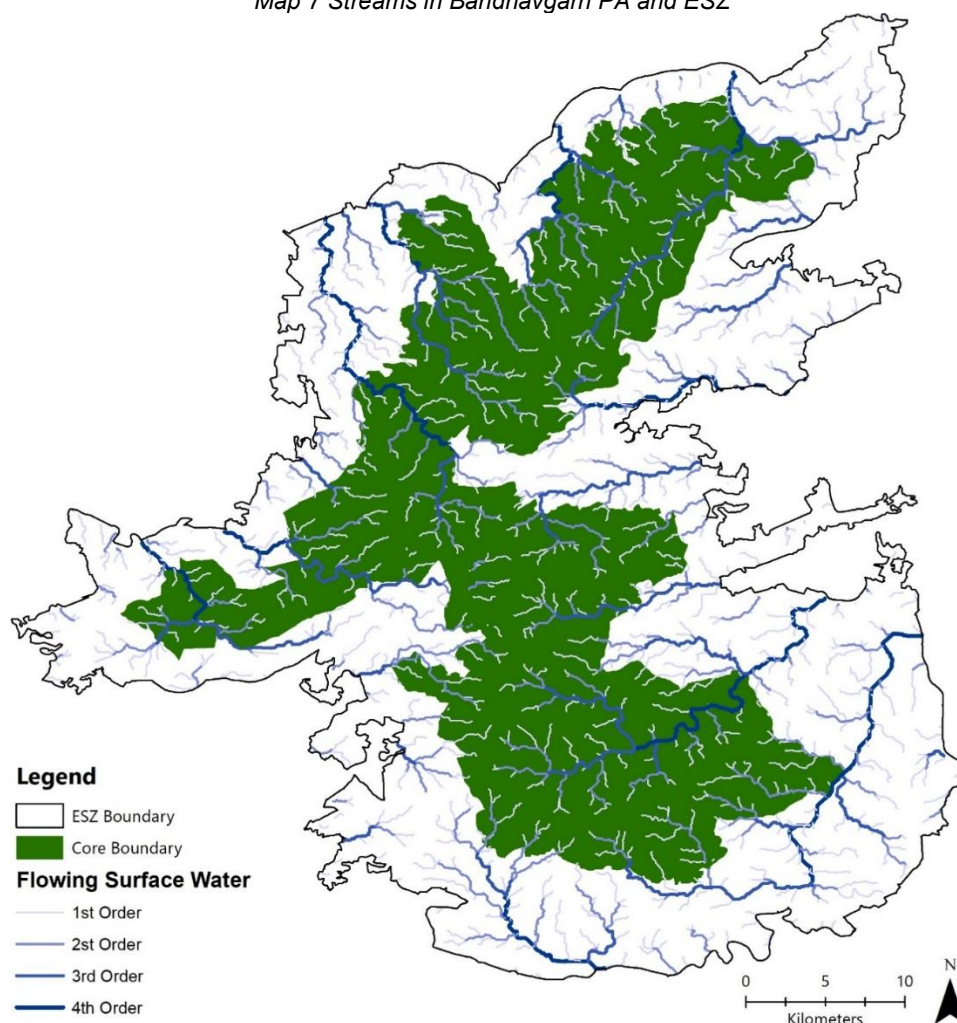 Map 7 Streams in Bandhavgarh PA and ESZ
Legend
ESZ Boundary
Core Boundary
Flowing Surface Water
1st Order
2st Order
3rd Order
4th Order
0 5 10
Kilometers
N